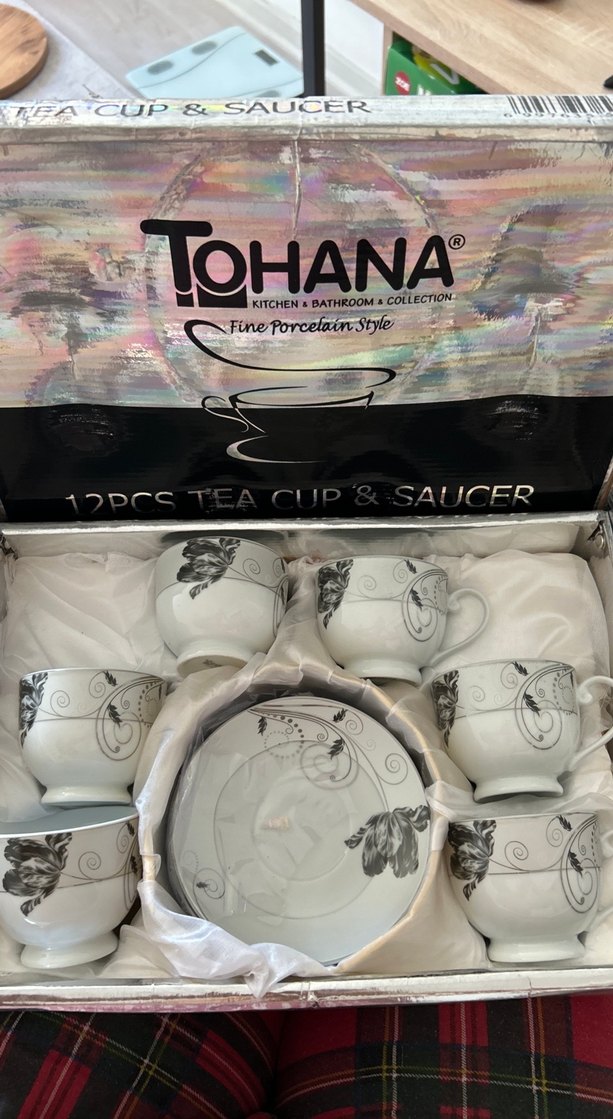 TEA CUP & SAUCER
TOHANA®
KITCHEN & BATHROOM & COLLECTION
Fine Porcelain Style
12PCS TEA CUP & SAUCER